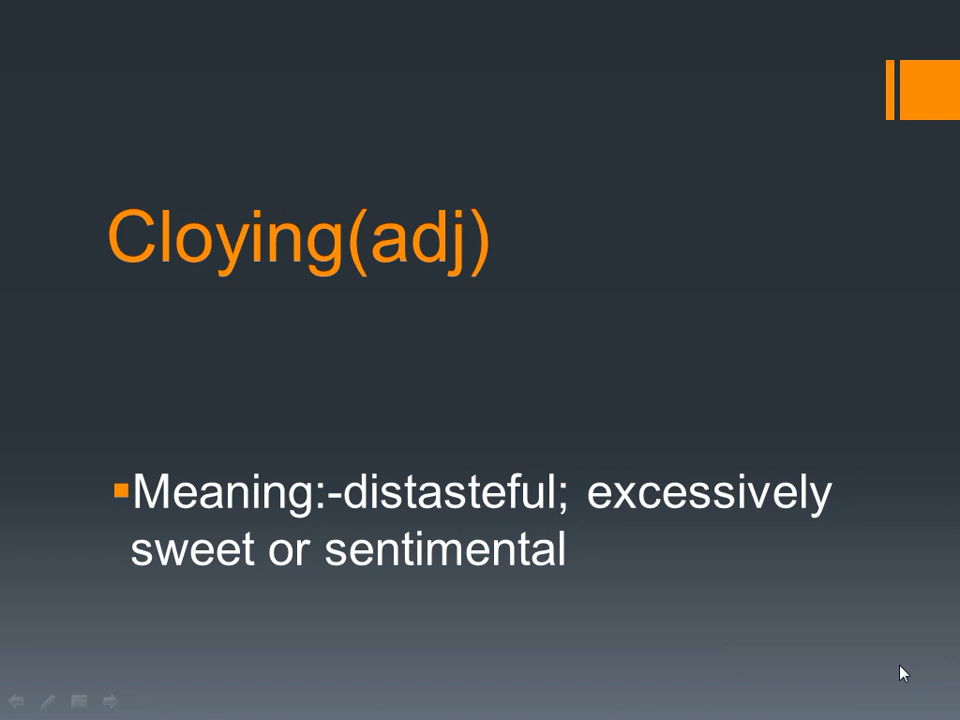 Cloying(adj)
Meaning:-distasteful; excessively
sweet or sentimental